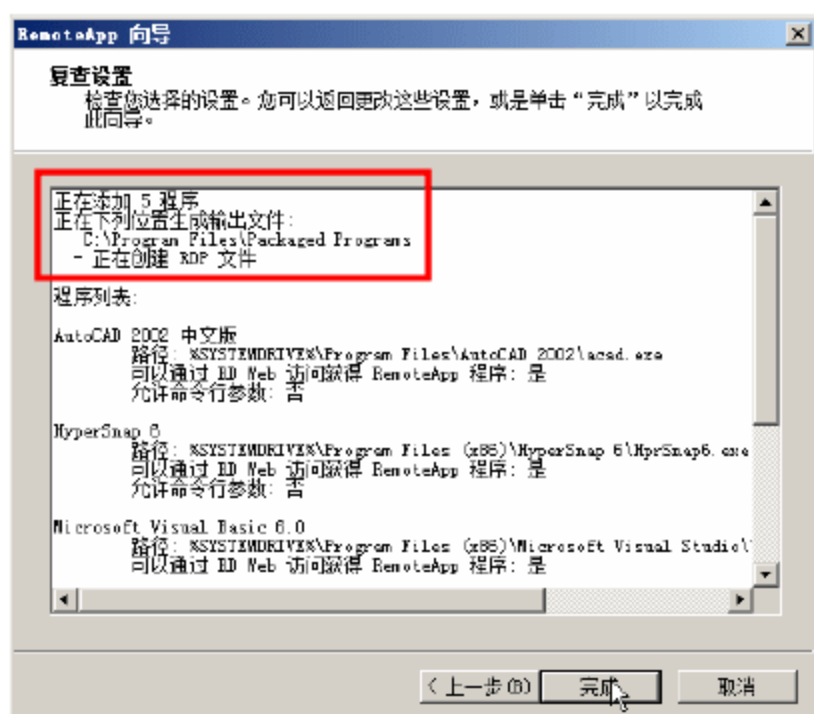 RemoteApp 向导
复查设置
检查您选择的设置。您可以返回更改这些设置，或是单击“完成”以完成
此向导。
正在添加 5 程序
正在下列位置生成输出文件:
C:\Program Files\Packaged Programs
- 正在创建 RDP 文件
程序列表:
AutoCAD 2002 中文版
路径: %SYSTEMDRIVE%\Program Files\AutoCAD 2002\acad.exe
可以通过 RD Web 访问获得 RemoteApp 程序: 是
允许命令行参数: 否
HyperSnap 6
路径: %SYSTEMDRIVE%\Program Files (x86)\HyperSnap 6\HprSnap6.exe
可以通过 RD Web 访问获得 RemoteApp 程序: 是
允许命令行参数: 否
Microsoft Visual Basic 6.0
路径: %SYSTEMDRIVE%\Program Files (x86)\Microsoft Visual Studio\
可以通过 RD Web 访问获得 RemoteApp 程序: 是
< 上一步(B) 完成 取消